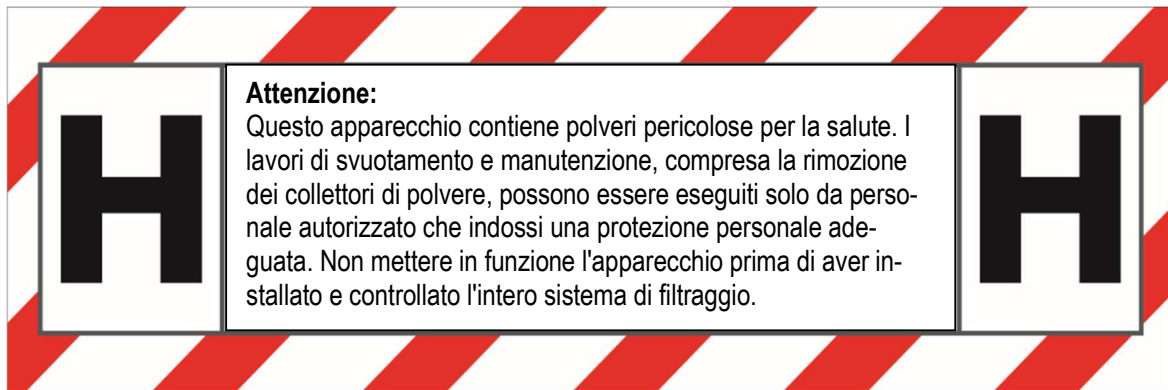 H
Attenzione:
Questo apparecchio contiene polveri pericolose per la salute. I
lavori di svuotamento e manutenzione, compresa la rimozione
dei collettori di polvere, possono essere eseguiti solo da perso-
nale autorizzato che indossi una protezione personale ade-
guata. Non mettere in funzione l'apparecchio prima di aver in-
stallato e controllato l'intero sistema di filtraggio.
H